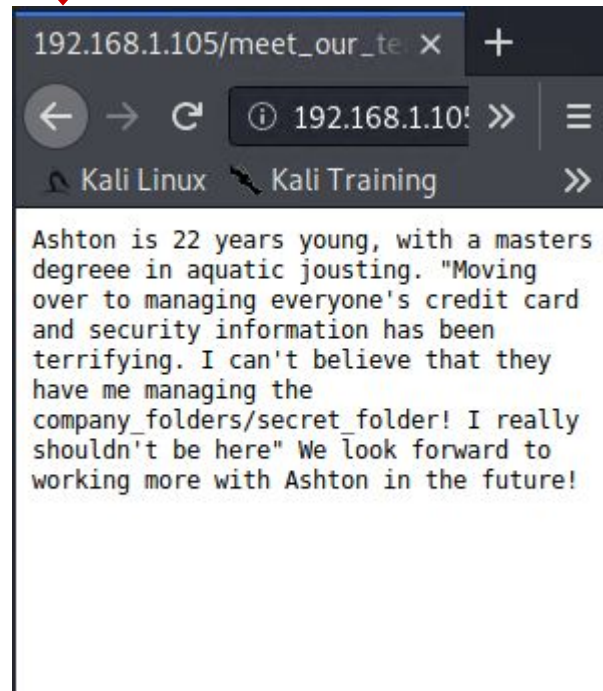 192.168.1.105/meet_our_te
192.168.1.10
Kali Linux Kali Training
Ashton is 22 years young, with a masters
degreee in aquatic jousting. "Moving
over to managing everyone's credit card
and security information has been
terrifying. I can't believe that they
have me managing the
company_folders/secret_folder! I really
shouldn't be here" We look forward to
working more with Ashton in the future!